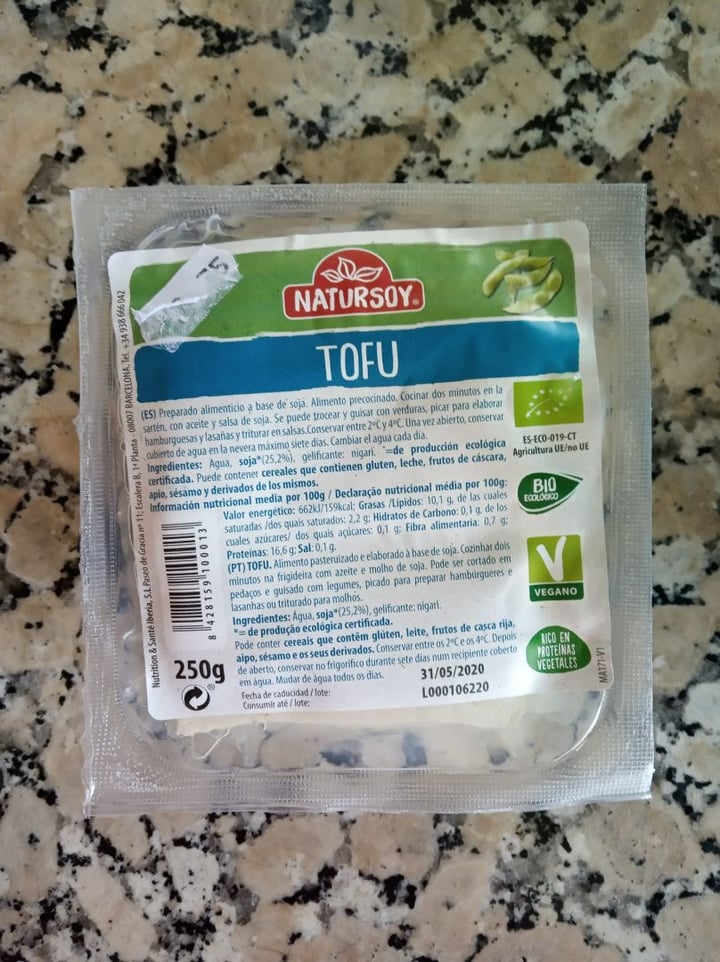 75
NATURSOY®
TOFU
(ES) Preparado alimenticio a base de soja. Alimento precocinado. Cocinar dos minutos en la
sartén, con aceite y salsa de soja. Se puede trocear y guisar con verduras, picar para elaborar
hamburguesas y lasañas y triturar en salsas.Conservar entre 2ºC y 4ºC. Una vez abierto, conservar
cubierto de agua en la nevera máximo siete días. Cambiar el agua cada día.
Ingredientes: Agua, soja*(25,2%), gelificante: nigari. *=de producción ecológica
certificada. Puede contener cereales que contienen gluten, leche, frutos de cáscara,
apio, sésamo y derivados de los mismos.
Información nutricional media por 100g / Declaração nutricional média por 100g:
Valor energético: 662kJ/159kcal; Grasas /Lípidos: 10,1 g, de las cuales
saturadas /dos quais saturados: 2,2 g; Hidratos de Carbono: 0,1 g, de los
cuales azúcares/ dos quais açúcares: 0,1 g; Fibra alimentaria: 0,7 g;
Proteínas: 16,6 g; Sal: 0,1 g.
(PT) TOFU. Alimento pasteurizado e elaborado à base de soja. Cozinhar dois
minutos na frigideira com azeite e molho de soja. Pode ser cortado em
pedaços e guisado com legumes, picado para preparar hambúrgueres e
lasanhas ou triturado para molhos.
Ingredientes: Água, soja*(25,2%), gelificante: nigari.
*= de produção ecológica certificada.
Pode conter cereais que contêm glúten, leite, frutos de casca rija,
aipo, sésamo e os seus derivados. Conservar entre os 2ºC e os 4ºC. Depois
de aberto, conservar no frigorífico durante sete dias num recipiente coberto
em água. Mudar de água todos os dias.
Fecha de caducidad / lote:
Consumir até / lote:
31/05/2020
L000106220
250g
8 428159 100013
Nutrition & Santé Iberia, S.L Paseo de Gracia nº 11; Escalera B, 1ª Planta - 08007 BARCELONA. Tel. +34 938 666 042
ES-ECO-019-CT
Agricultura UE/no UE
BIO
ECOLÓGICO
V
VEGANO
RICO EN
PROTEÍNAS
VEGETALES
MA171-V1